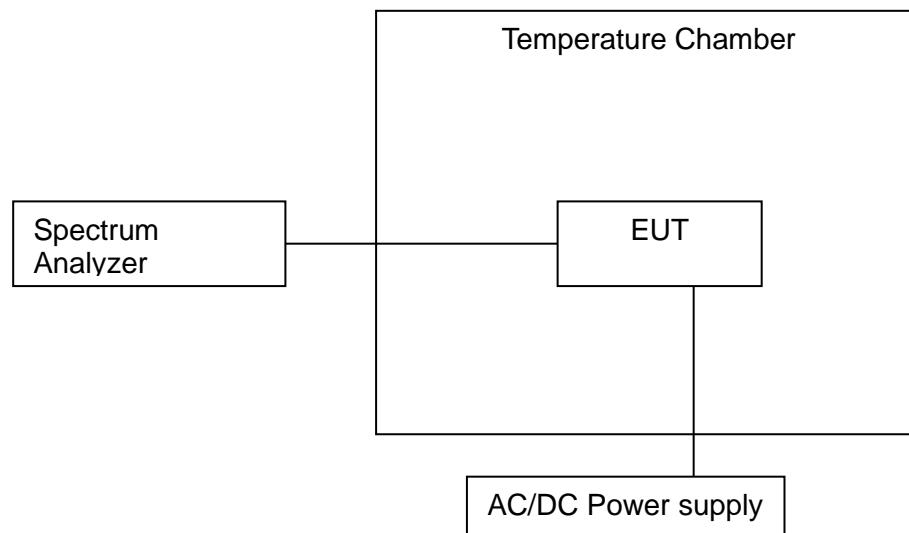 Temperature Chamber
Spectrum
Analyzer
EUT
AC/DC Power supply